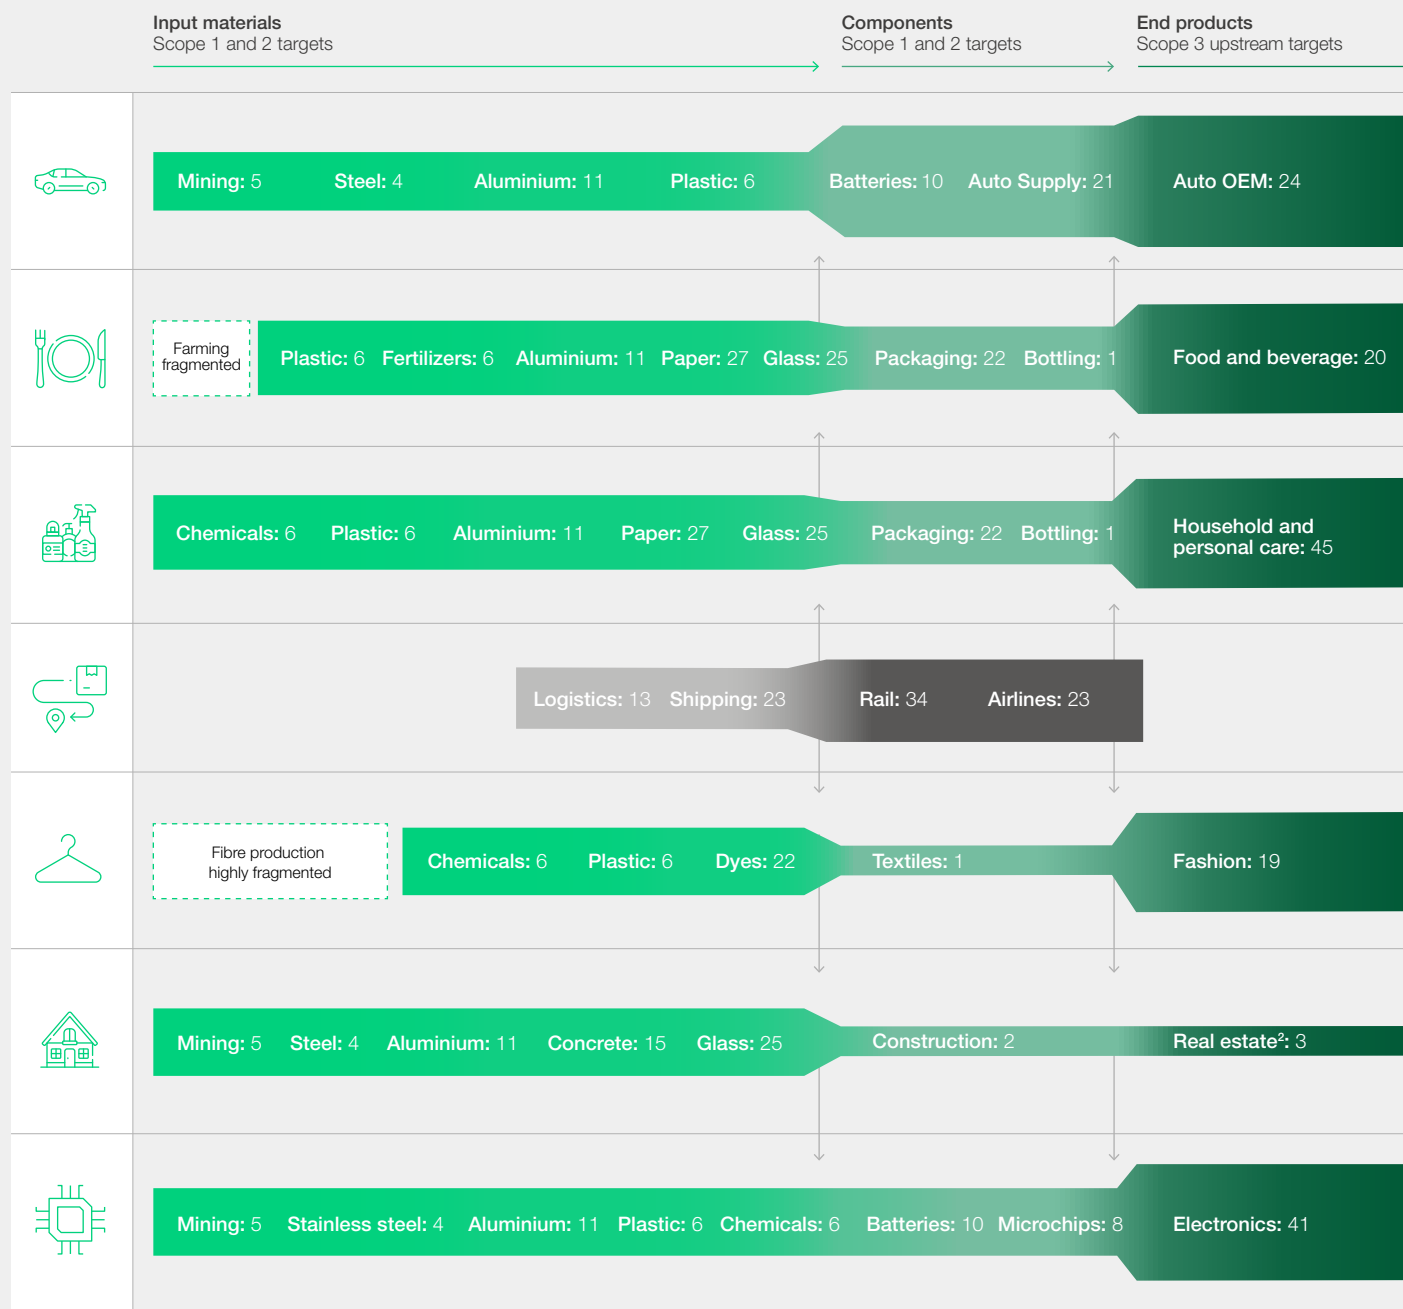 Input materials
Scope 1 and 2 targets
Components
Scope 1 and 2 targets
End products
Scope 3 upstream targets
Mining: 5 Steel: 4 Aluminium: 11 Plastic: 6 Batteries: 10 Auto Supply: 21 Auto OEM: 24
Farming
fragmented
Plastic: 6 Fertilizers: 6 Aluminium: 11 Paper: 27 Glass: 25 Packaging: 22 Bottling: 1 Food and beverage: 20
Chemicals: 6 Plastic: 6 Aluminium: 11 Paper: 27 Glass: 25 Packaging: 22 Bottling: 1
Household and
personal care: 45
Logistics: 13 Shipping: 23 Rail: 34 Airlines: 23
Fibre production
highly fragmented
Chemicals: 6 Plastic: 6 Dyes: 22 Textiles: 1 Fashion: 19
Mining: 5 Steel: 4 Aluminium: 11 Concrete: 15 Glass: 25 Construction: 2 Real estate²: 3
Mining: 5 Stainless steel: 4 Aluminium: 11 Plastic: 6 Chemicals: 6 Batteries: 10 Microchips: 8 Electronics: 41